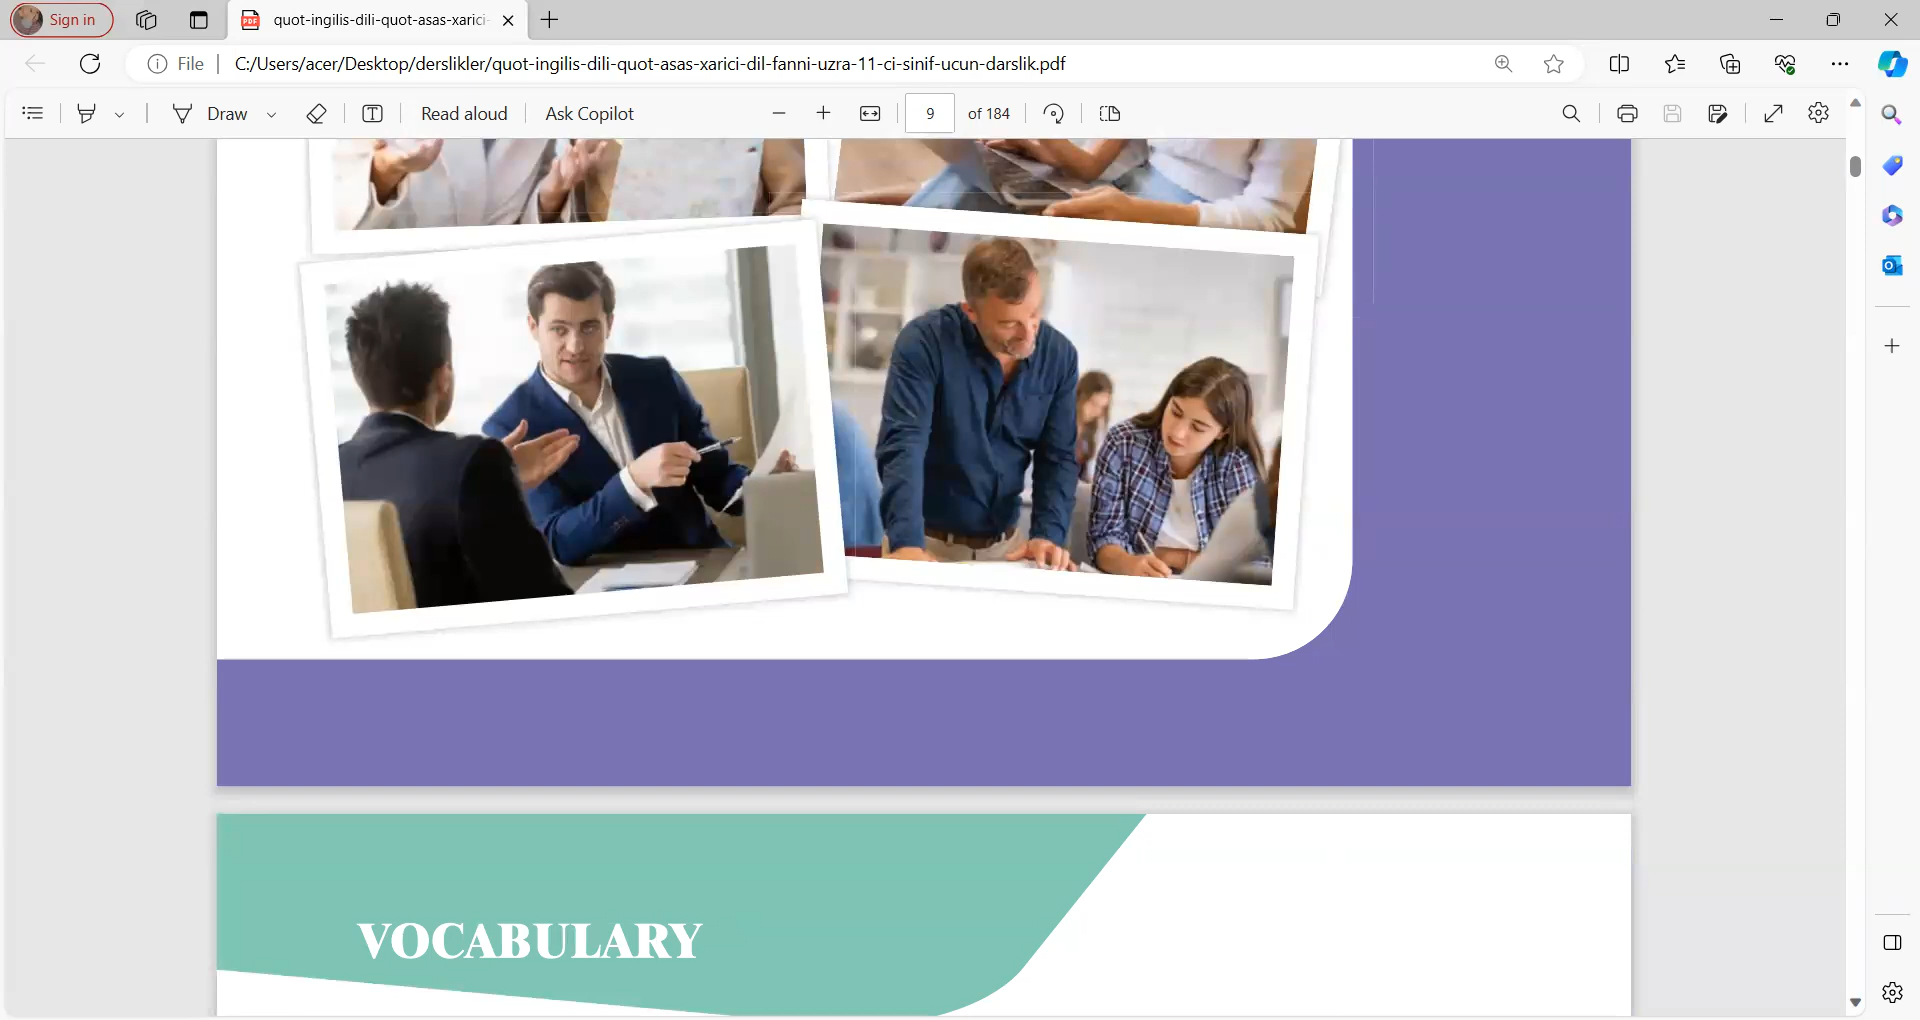 Sign in
quot-ingilis-dili-quot-asas-xarici-
File
C:/Users/acer/Desktop/derslikler/quot-ingilis-dili-quot-asas-xarici-dil-fanni-uzra-11-ci-sinif-ucun-darslik.pdf
Draw
Read aloud
Ask Copilot
9 of 184
VOCABULARY